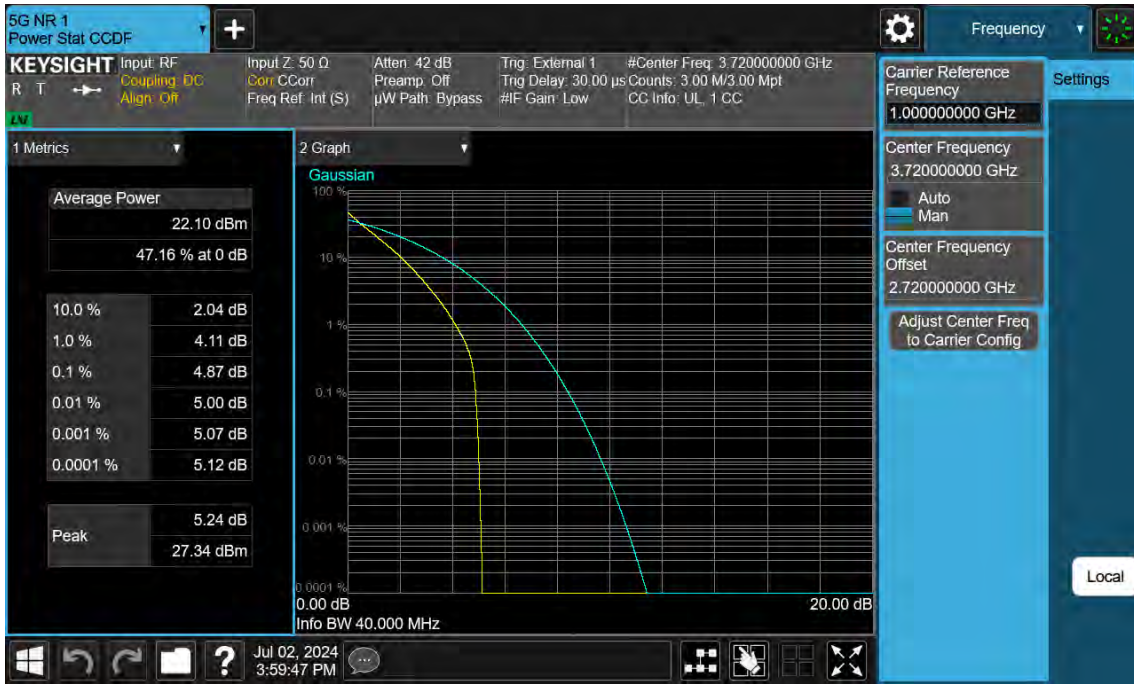 5G NR 1
Power Stat CCDF
Frequency
KEYSIGHT
R T
LNI
Input: RF
Coupling: DC
Align: Off
Input Z: 50 Ω
Corr CCorr
Freq Ref: Int (S)
Atten: 42 dB
Preamp: Off
µW Path: Bypass
Trig: External 1
Trig Delay: 30.00 µs
#IF Gain: Low
#Center Freq: 3.720000000 GHz
Counts: 3.00 M/3.00 Mpt
CC Info: UL, 1 CC
1 Metrics
Average Power
22.10 dBm
47.16 % at 0 dB
10.0 % 2.04 dB
1.0 % 4.11 dB
0.1 % 4.87 dB
0.01 % 5.00 dB
0.001 % 5.07 dB
0.0001 % 5.12 dB
Peak
5.24 dB
27.34 dBm
2 Graph
Gaussian
100 %
10 %
1 %
0.1 %
0.01 %
0.001 %
0.0001 %
0.00 dB
20.00 dB
Info BW 40.000 MHz
Carrier Reference
Frequency
1.000000000 GHz
Center Frequency
3.720000000 GHz
Auto
Man
Center Frequency
Offset
2.720000000 GHz
Adjust Center Freq
to Carrier Config
Settings
Local
Jul 02, 2024
3:59:47 PM